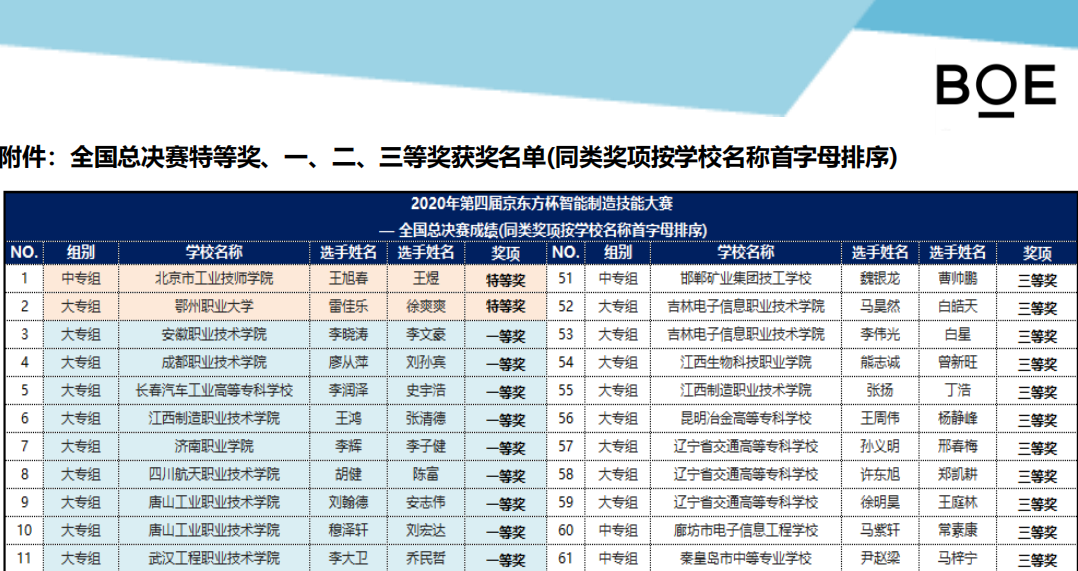 BOE
附件：全国总决赛特等奖、一、二、三等奖获奖名单(同类奖项按学校名称首字母排序)
2020年第四届京东方杯智能制造技能大赛
— 全国总决赛成绩(同类奖项按学校名称首字母排序)
NO. 组别 学校名称 选手姓名 选手姓名 奖项 NO. 组别 学校名称 选手姓名 选手姓名 奖项
1 中专组 北京市工业技师学院 王旭春 王煜 特等奖 51 中专组 邯郸矿业集团技工学校 魏银龙 曹帅鹏 三等奖
2 大专组 鄂州职业大学 雷佳乐 徐爽爽 特等奖 52 大专组 吉林电子信息职业技术学院 马昊然 白皓天 三等奖
3 大专组 安徽职业技术学院 李晓涛 李文豪 一等奖 53 大专组 吉林电子信息职业技术学院 李伟光 白星 三等奖
4 大专组 成都职业技术学院 廖从萍 刘孙宾 一等奖 54 大专组 江西生物科技职业学院 熊志诚 曾新旺 三等奖
5 大专组 长春汽车工业高等专科学校 李润泽 史宇浩 一等奖 55 大专组 江西制造职业技术学院 张扬 丁浩 三等奖
6 大专组 江西制造职业技术学院 王鸿 张清德 一等奖 56 大专组 昆明冶金高等专科学校 王周伟 杨静峰 三等奖
7 大专组 济南职业学院 李辉 李子健 一等奖 57 大专组 辽宁省交通高等专科学校 孙义明 邢春梅 三等奖
8 大专组 四川航天职业技术学院 胡健 陈富 一等奖 58 大专组 辽宁省交通高等专科学校 许东旭 郑凯耕 三等奖
9 大专组 唐山工业职业技术学院 刘翰德 安志伟 一等奖 59 大专组 辽宁省交通高等专科学校 徐明昊 王庭林 三等奖
10 大专组 唐山工业职业技术学院 穆泽轩 刘宏达 一等奖 60 中专组 廊坊市电子信息工程学校 马紫轩 常素康 三等奖
11 大专组 武汉工程职业技术学院 李大卫 乔民哲 一等奖 61 中专组 秦皇岛市中等专业学校 尹赵梁 马梓宁 三等奖